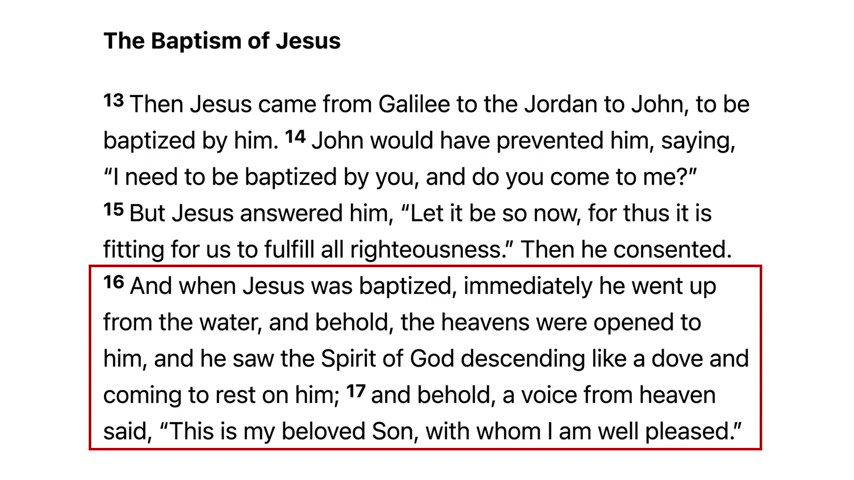 The Baptism of Jesus
13 Then Jesus came from Galilee to the Jordan to John, to be
baptized by him. 14 John would have prevented him, saying,
“I need to be baptized by you, and do you come to me?”
15 But Jesus answered him, “Let it be so now, for thus it is
fitting for us to fulfill all righteousness.” Then he consented.
16 And when Jesus was baptized, immediately he went up
from the water, and behold, the heavens were opened to
him, and he saw the Spirit of God descending like a dove and
coming to rest on him; 17 and behold, a voice from heaven
said, “This is my beloved Son, with whom I am well pleased.”